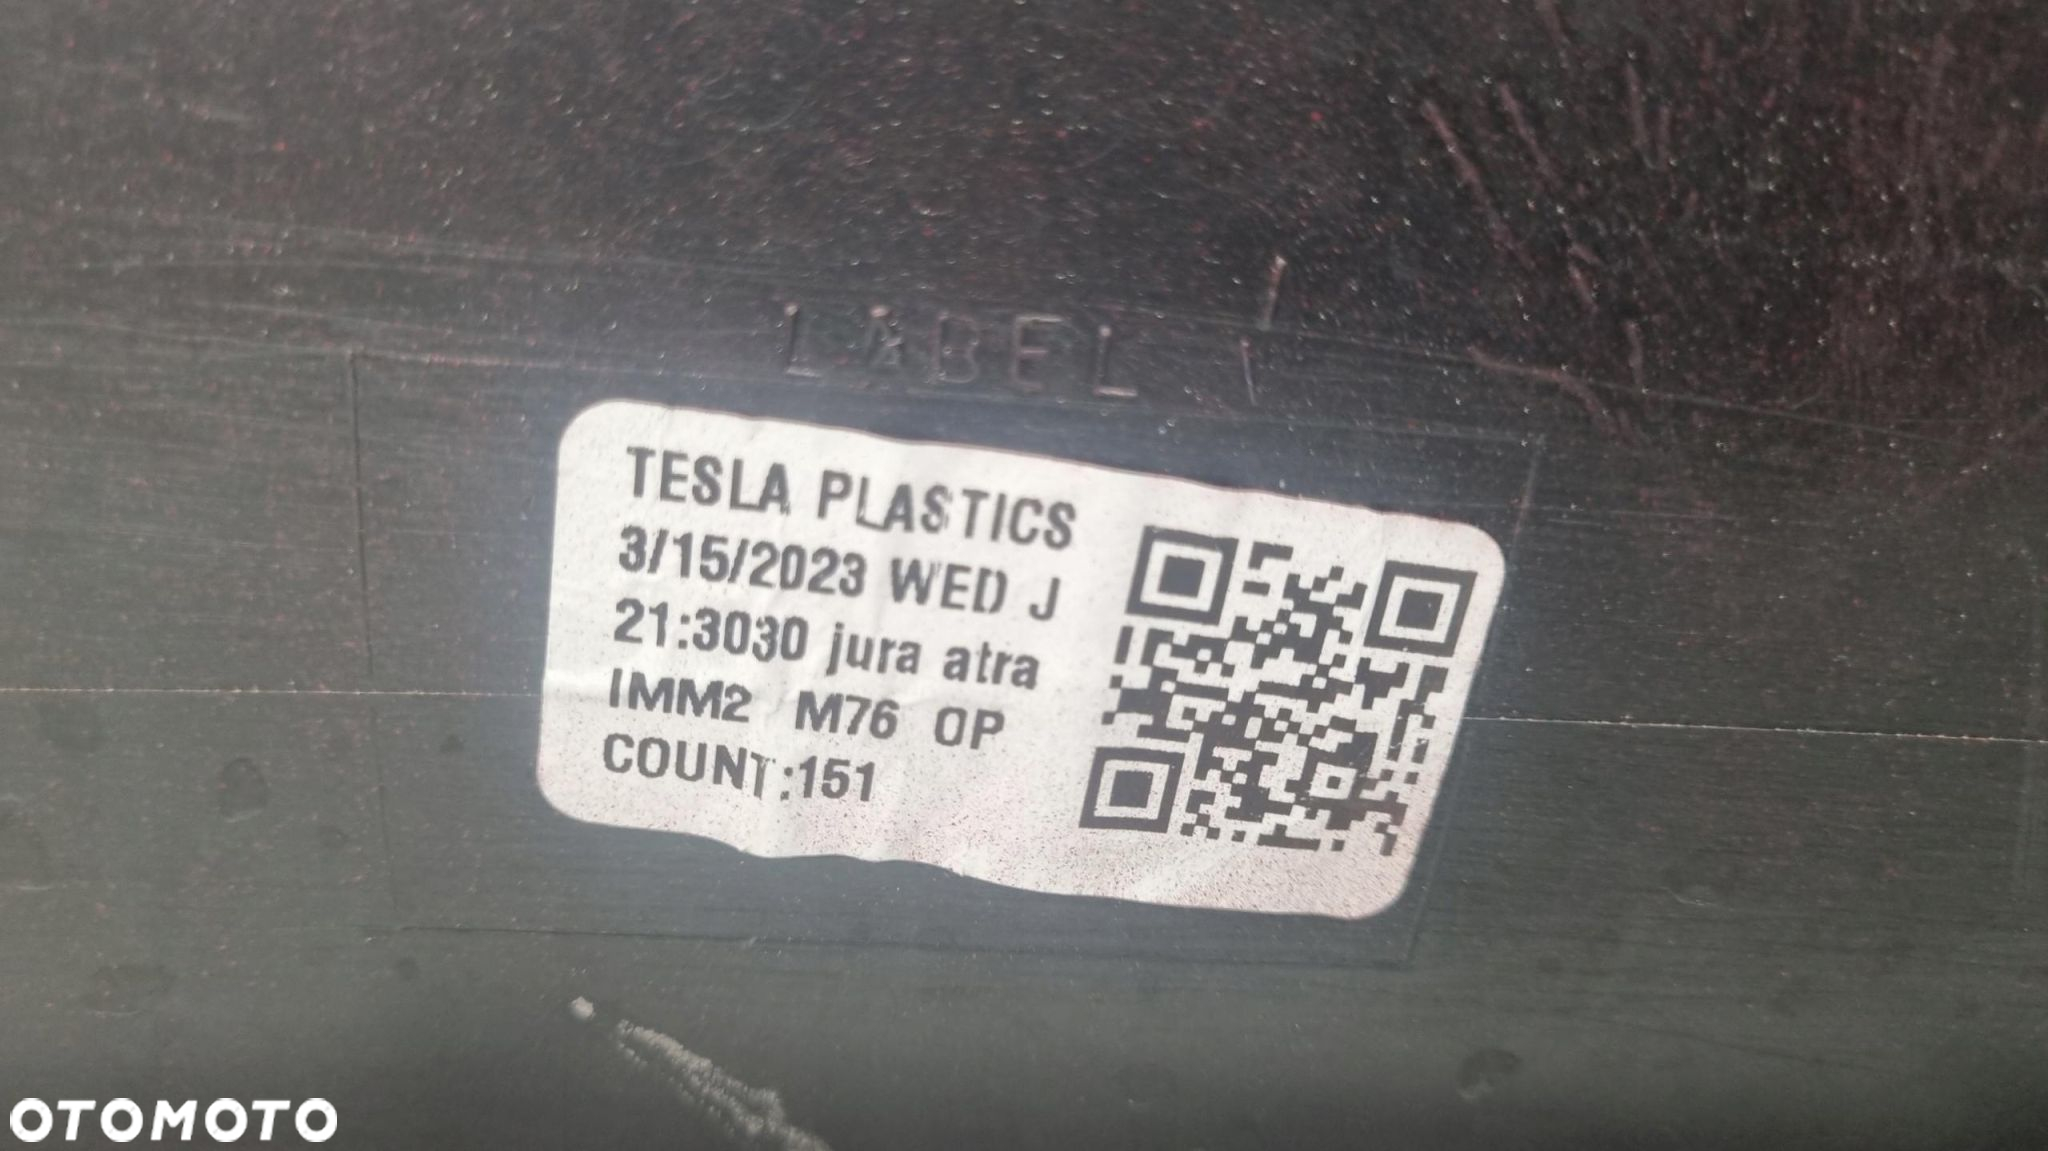 LABEL
TESLA PLASTICS
3/15/2023 WED J
21:3030 jura atra
IMM2 M76 OP
COUNT:151
OTOMOTO